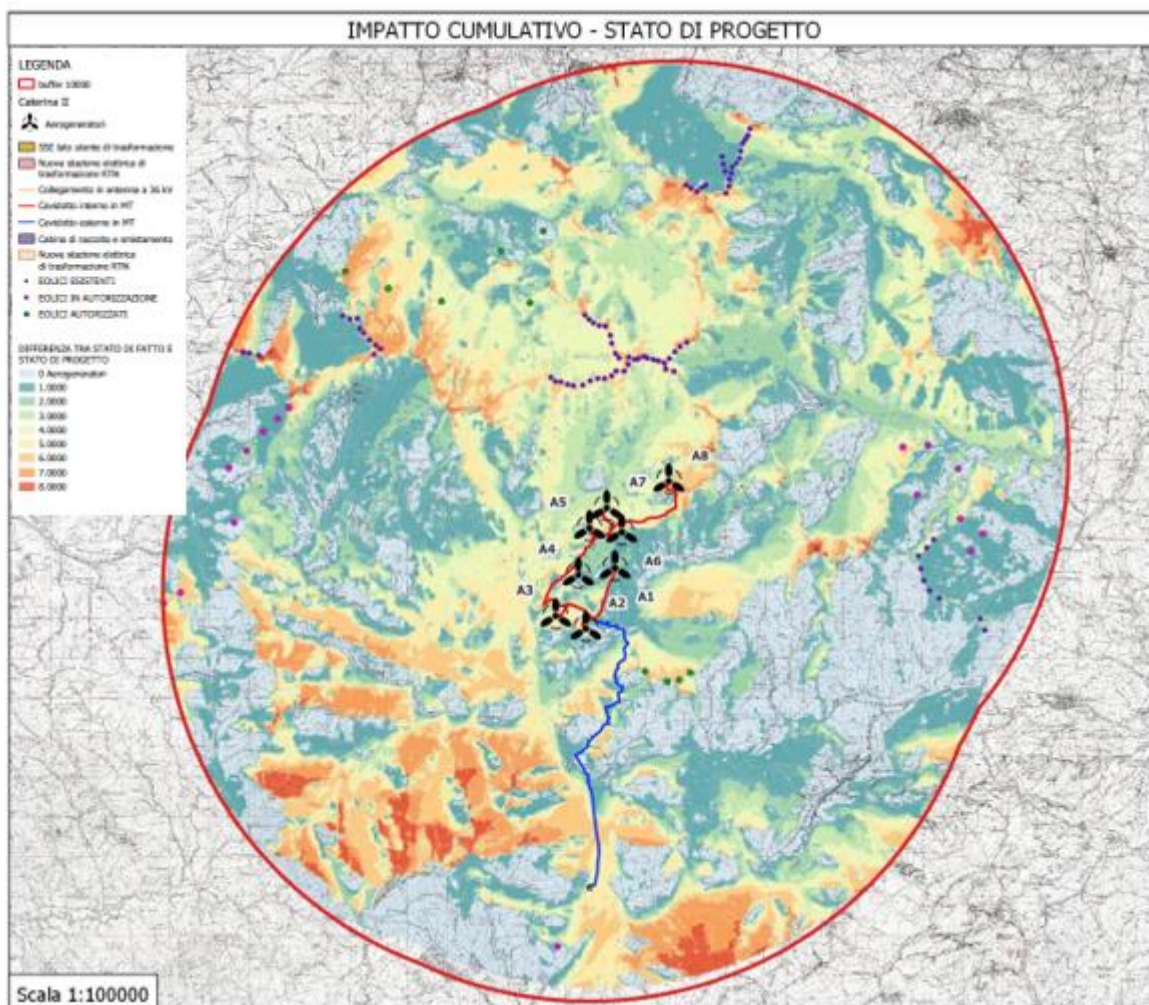 IMPATTO CUMULATIVO - STATO DI PROGETTO
LEGENDA
buffer 10000
Caterina II
Aerogeneratori
SSE lato utente di trasformazione
Nuova stazione elettrica di
trasformazione RTN
Collegamento in antenna a 36 kV
Cavidotto interno in MT
Cavidotto esterno in MT
Cabina di raccolta e smistamento
Nuova stazione elettrica
di trasformazione RTN
EOLICI ESISTENTI
EOLICI IN AUTORIZZAZIONE
EOLICI AUTORIZZATI
DIFFERENZA TRA STATO DI FATTO E
STATO DI PROGETTO
0 Aerogeneratori
1.0000
2.0000
3.0000
4.0000
5.0000
6.0000
7.0000
8.0000
A8
A7
A5
A4
A6
A3
A2
A1
Scala 1:100000